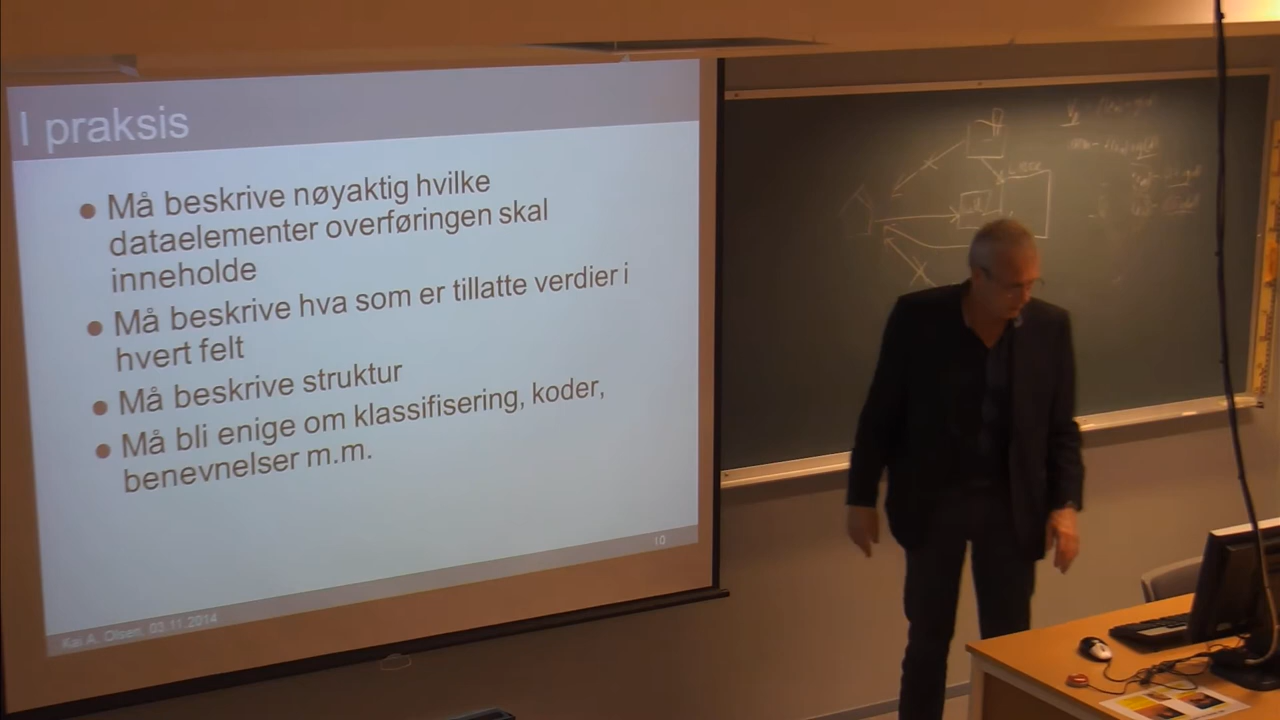 I praksis
Må beskrive nøyaktig hvilke
dataelementer overføringen skal
inneholde
Må beskrive hva som er tillatte verdier i
hvert felt
Må beskrive struktur
Må bli enige om klassifisering, koder,
benevnelser m.m.
10
Kai A. Olsen, 03.11.2014